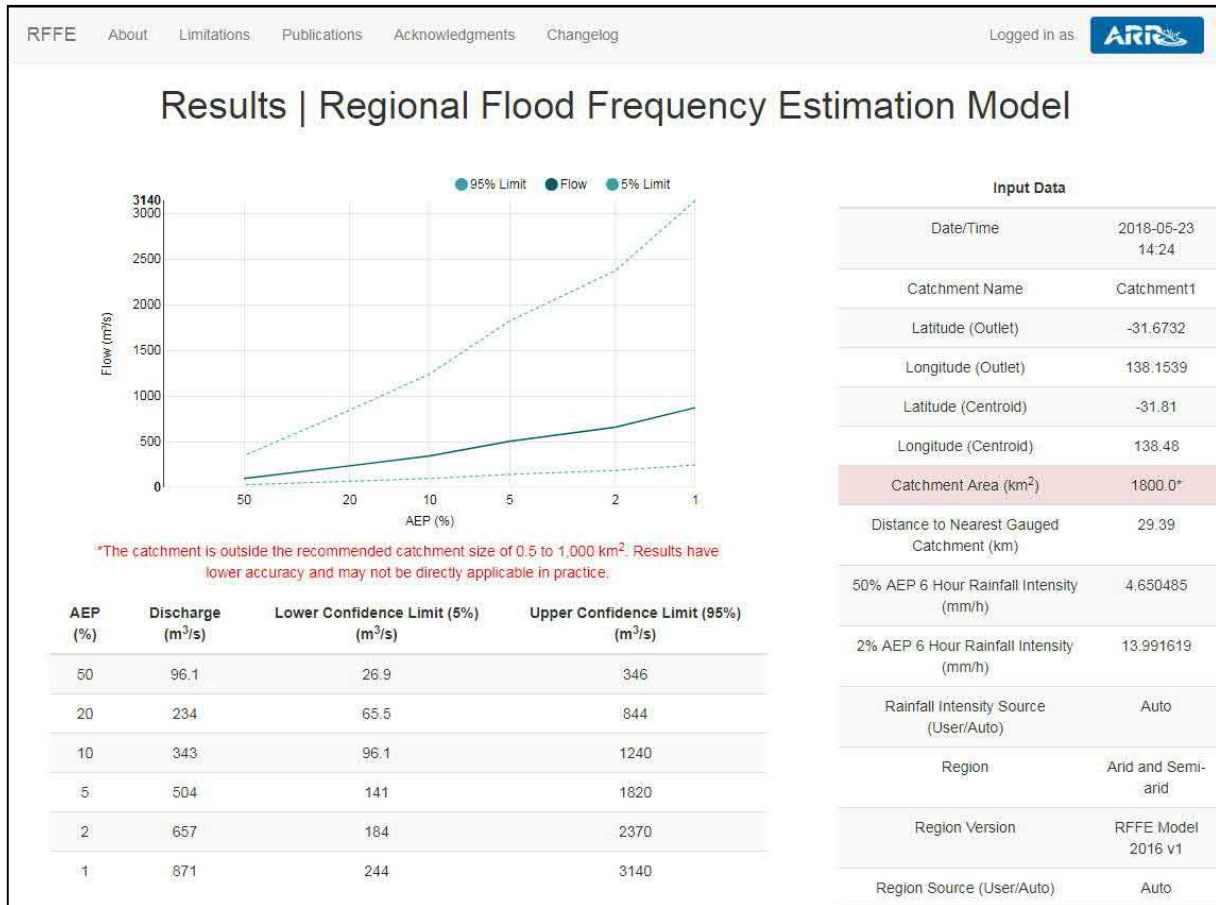 RFFE About Limitations Publications Acknowledgments Changelog Logged in as ARR
Results | Regional Flood Frequency Estimation Model
95% Limit Flow 5% Limit
3140
3000
2500
2000
1500
1000
500
0
Flow (m³/s)
50 20 10 5 2 1
AEP (%)
*The catchment is outside the recommended catchment size of 0.5 to 1,000 km². Results have
lower accuracy and may not be directly applicable in practice.
AEP Discharge Lower Confidence Limit (5%) Upper Confidence Limit (95%)
(%) (m³/s) (m³/s) (m³/s)
50 96.1 26.9 346
20 234 65.5 844
10 343 96.1 1240
5 504 141 1820
2 657 184 2370
1 871 244 3140
Input Data
Date/Time 2018-05-23
14:24
Catchment Name Catchment1
Latitude (Outlet) -31.6732
Longitude (Outlet) 138.1539
Latitude (Centroid) -31.81
Longitude (Centroid) 138.48
Catchment Area (km²) 1800.0*
Distance to Nearest Gauged 29.39
Catchment (km)
50% AEP 6 Hour Rainfall Intensity 4.650485
(mm/h)
2% AEP 6 Hour Rainfall Intensity 13.991619
(mm/h)
Rainfall Intensity Source Auto
(User/Auto)
Region Arid and Semi-
arid
Region Version RFFE Model
2016 v1
Region Source (User/Auto) Auto